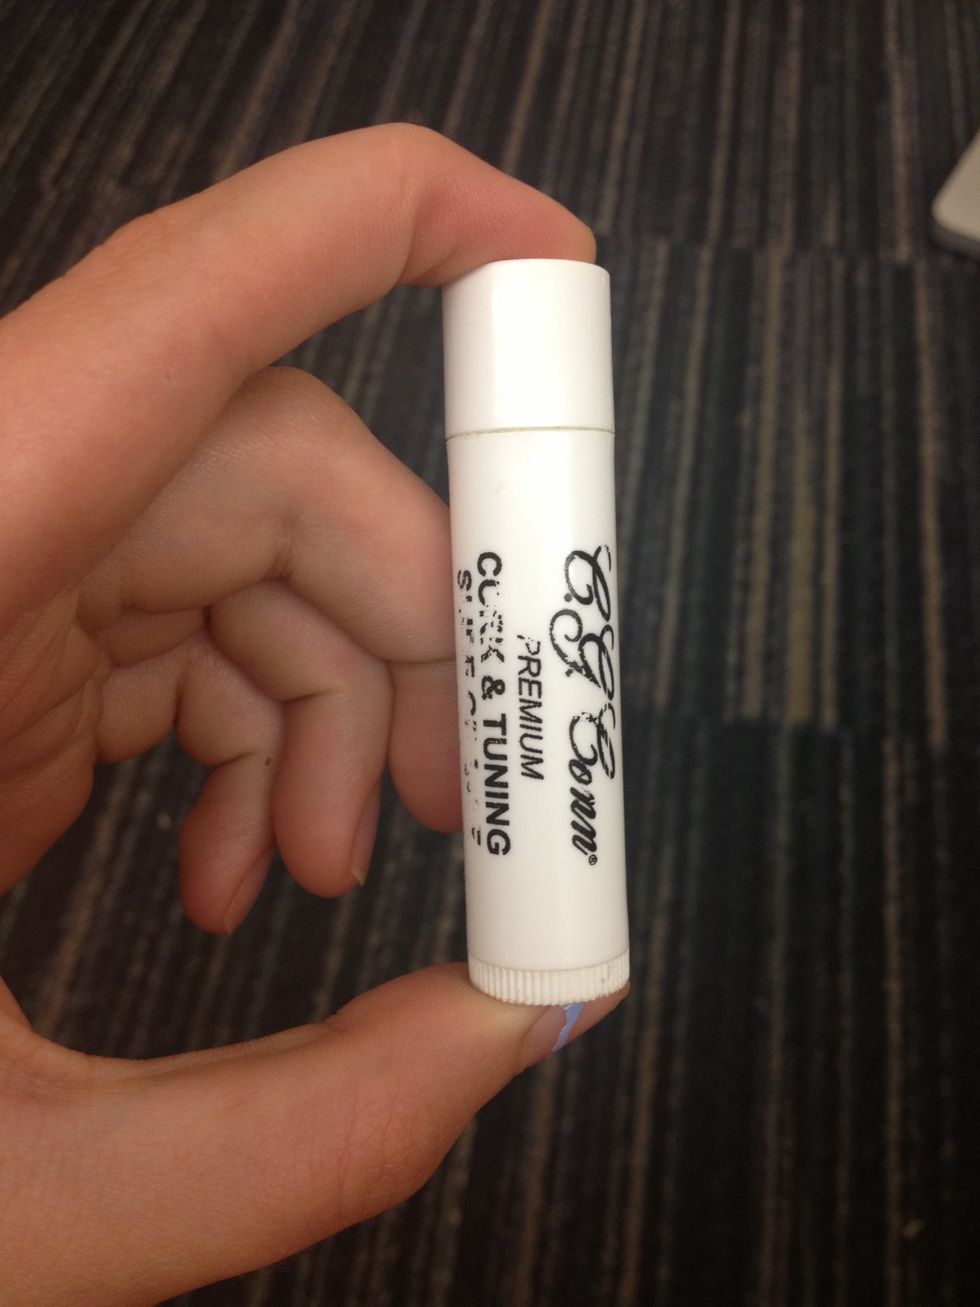 C.G. Conn®
PREMIUM
CORK & TUNING